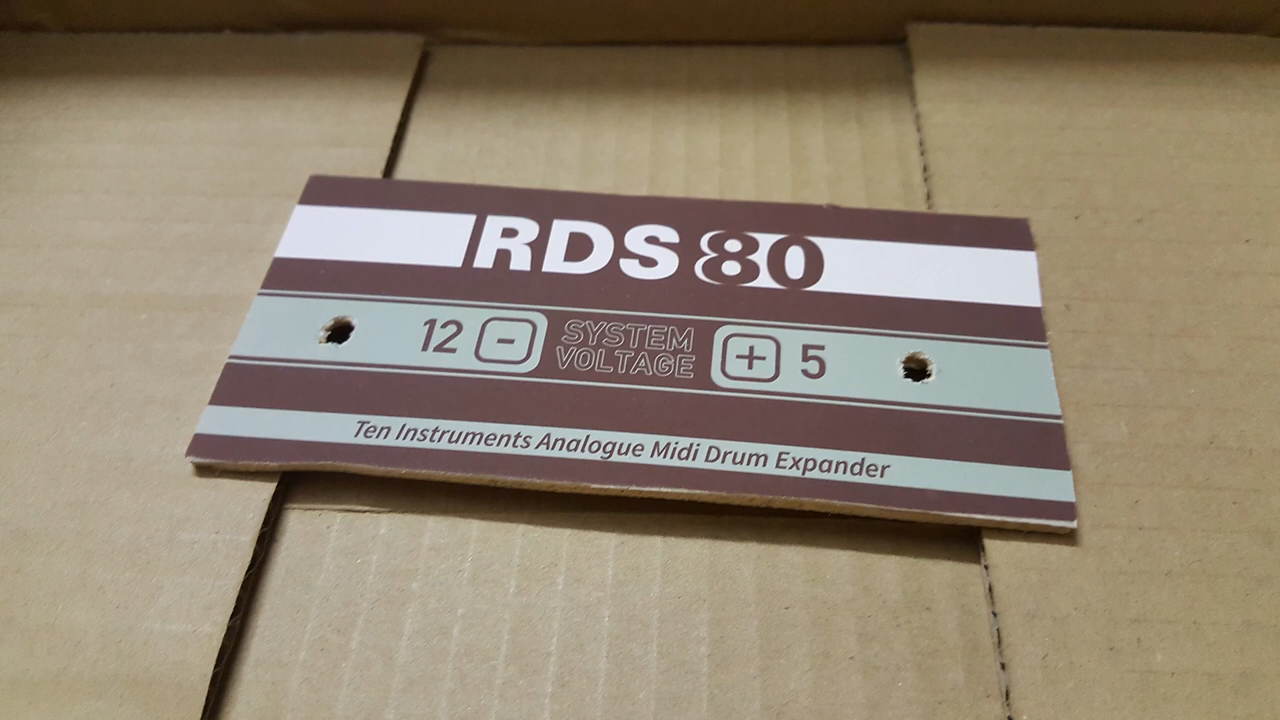 RDS 80
12 - SYSTEM VOLTAGE + 5
Ten Instruments Analogue Midi Drum Expander